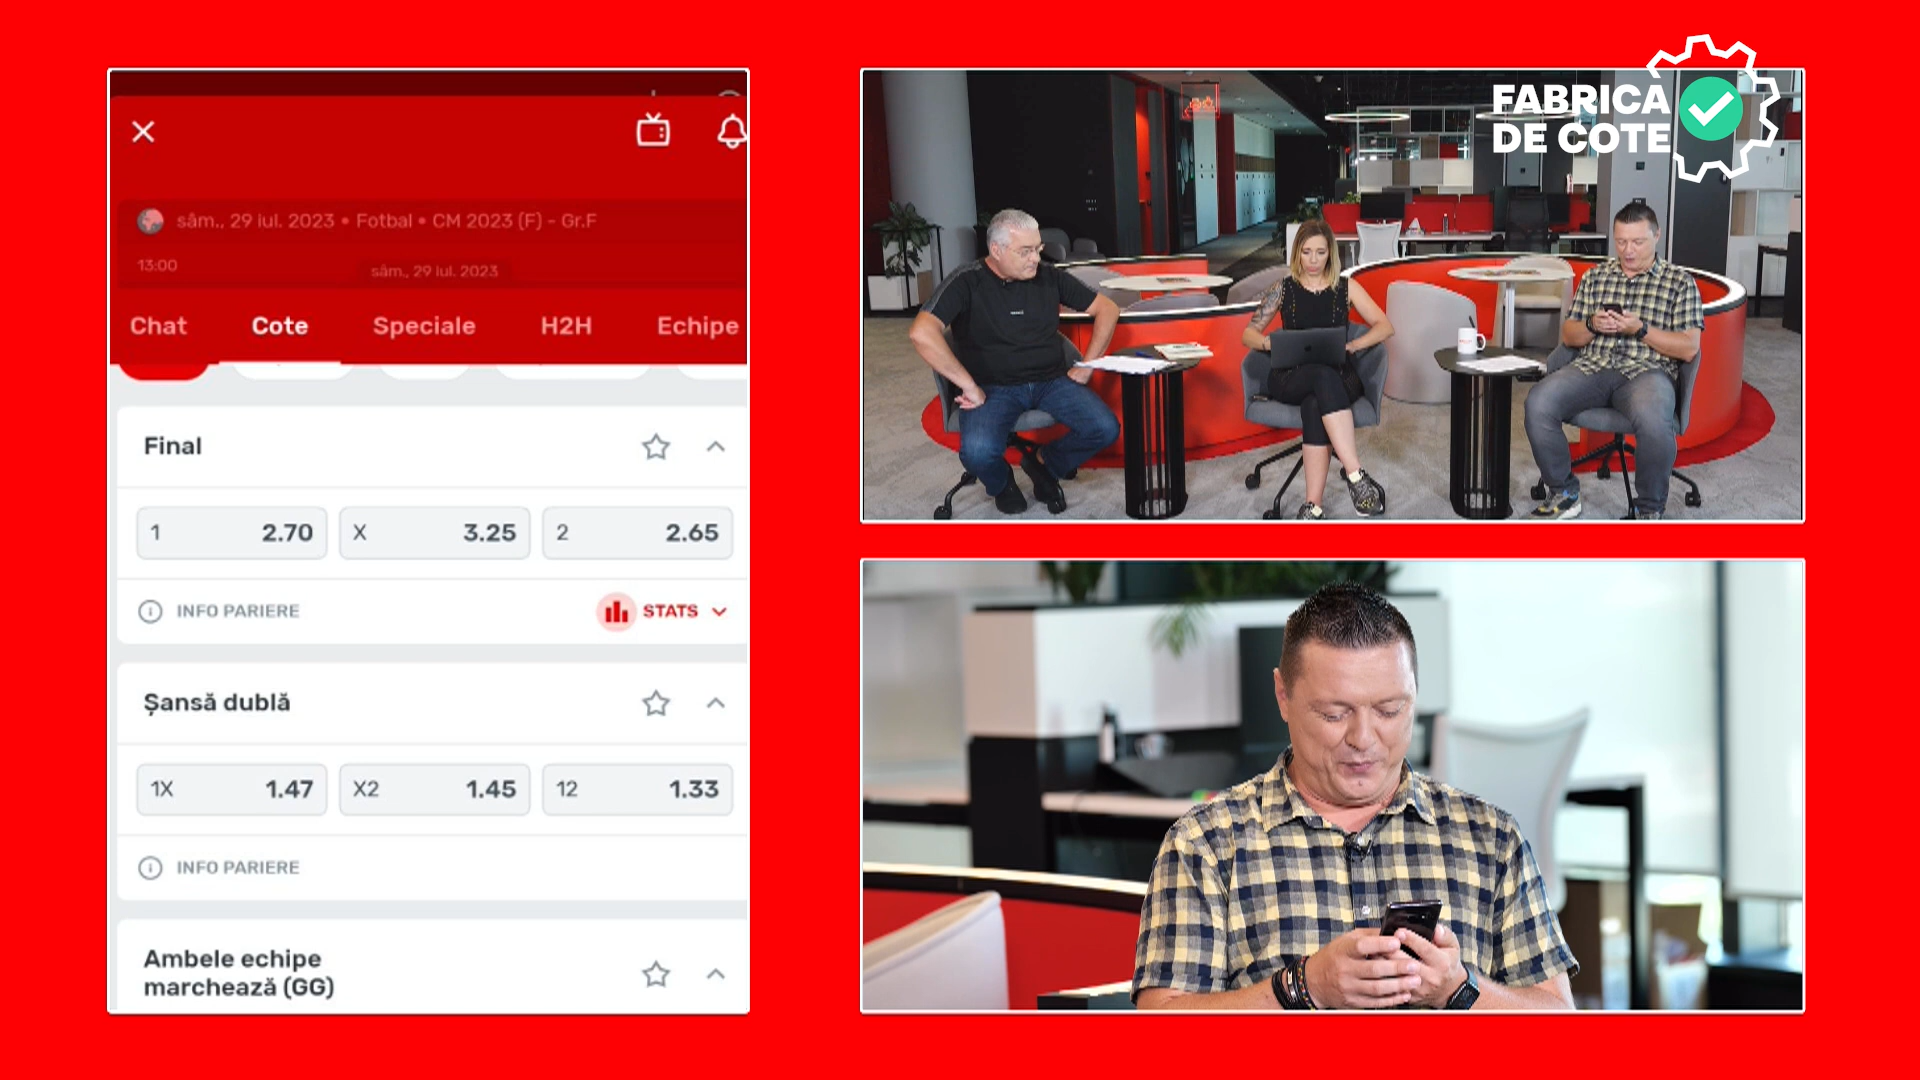 sâm., 29 iul. 2023 • Fotbal • CM 2023 (F) - Gr.F
13:00
sâm., 29 iul. 2023
Chat Cote Speciale H2H Echipe
Final
1 2.70 X 3.25 2 2.65
INFO PARIERE STATS
Șansă dublă
1X 1.47 X2 1.45 12 1.33
INFO PARIERE
Ambele echipe
marchează (GG)
FABRICA
DE COTE